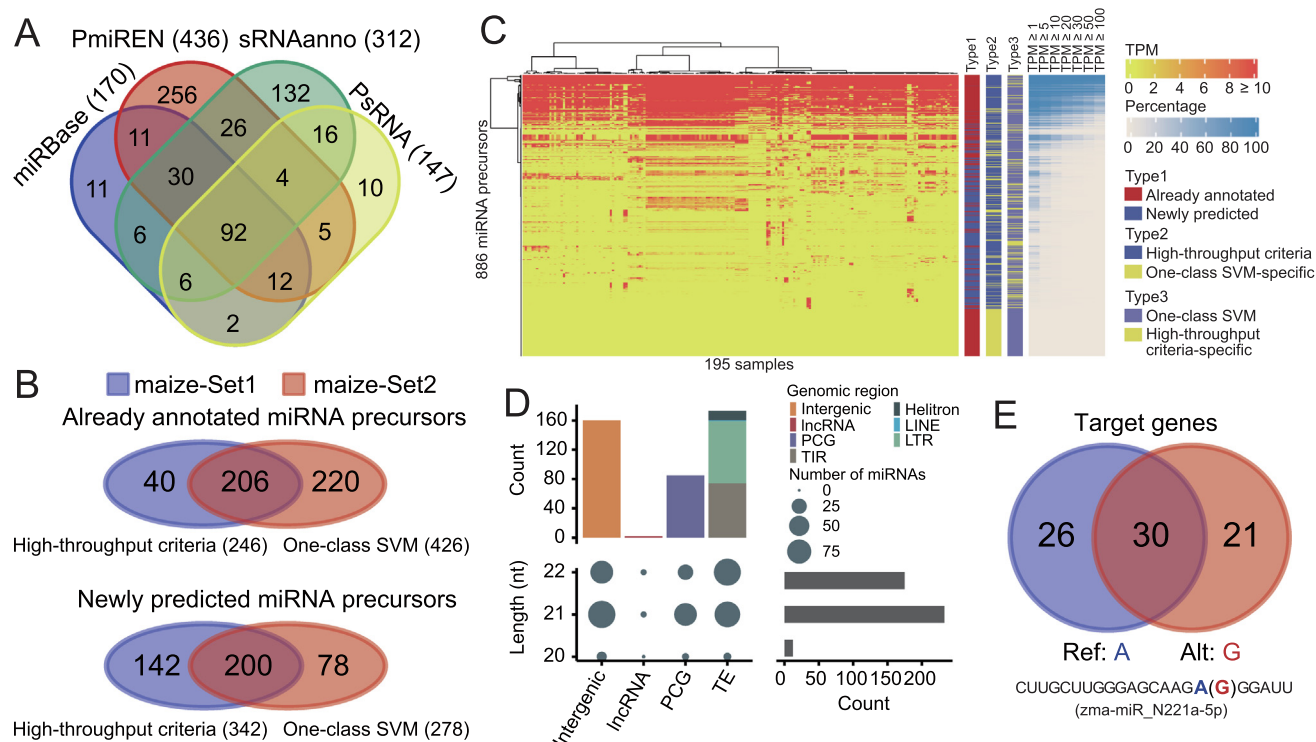 A
PmiREN (436) sRNAanno (312)
miRBase (170)
PsRNA (147)
256
132
11
26
16
11
30
4
10
6
92
5
6
12
2
B
maize-Set1 maize-Set2
Already annotated miRNA precursors
40 206 220
High-throughput criteria (246) One-class SVM (426)
Newly predicted miRNA precursors
142 200 78
High-throughput criteria (342) One-class SVM (278)
C
886 miRNA precursors
195 samples
Type1
Type2
Type3
TPM ≥ 1
TPM ≥ 5
TPM ≥ 10
TPM ≥ 20
TPM ≥ 30
TPM ≥ 50
TPM ≥ 100
TPM
0 2 4 6 8 ≥ 10
Percentage
0 20 40 60 80 100
Type1
Already annotated
Newly predicted
Type2
High-throughput criteria
One-class SVM-specific
Type3
One-class SVM
High-throughput
criteria-specific
D
Count
160
120
80
40
0
Genomic region
Intergenic
lncRNA
PCG
TIR
Helitron
LINE
LTR
Number of miRNAs
0
25
50
75
Length (nt)
22
21
20
Intergenic
lncRNA
PCG
TE
0 50 100 150 200
Count
E
Target genes
26 30 21
Ref: A Alt: G
CUUGCUUGGGAGCAAGA(G)GGAUU
(zma-miR_N221a-5p)